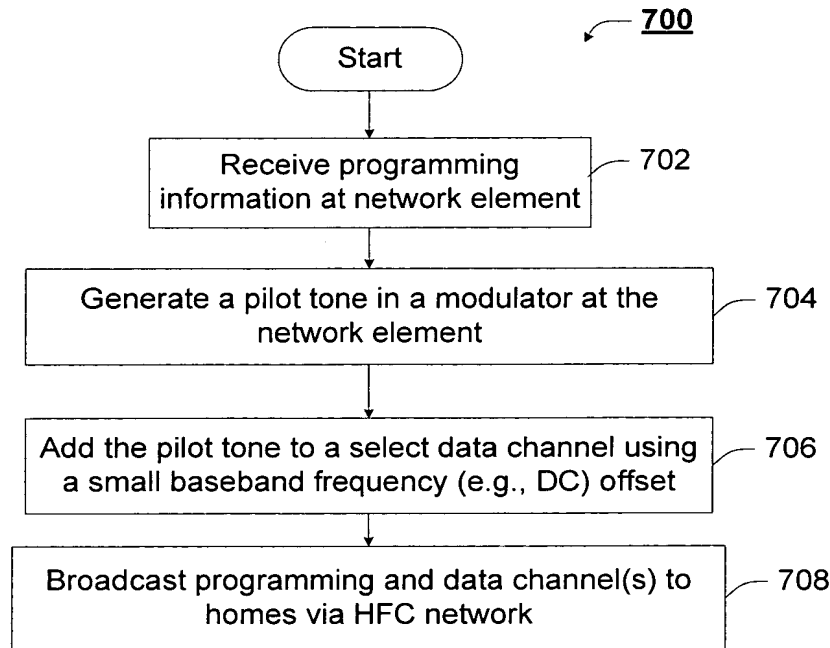 700
Start
Receive programming
information at network element
702
Generate a pilot tone in a modulator at the
network element
704
Add the pilot tone to a select data channel using
a small baseband frequency (e.g., DC) offset
706
Broadcast programming and data channel(s) to
homes via HFC network
708